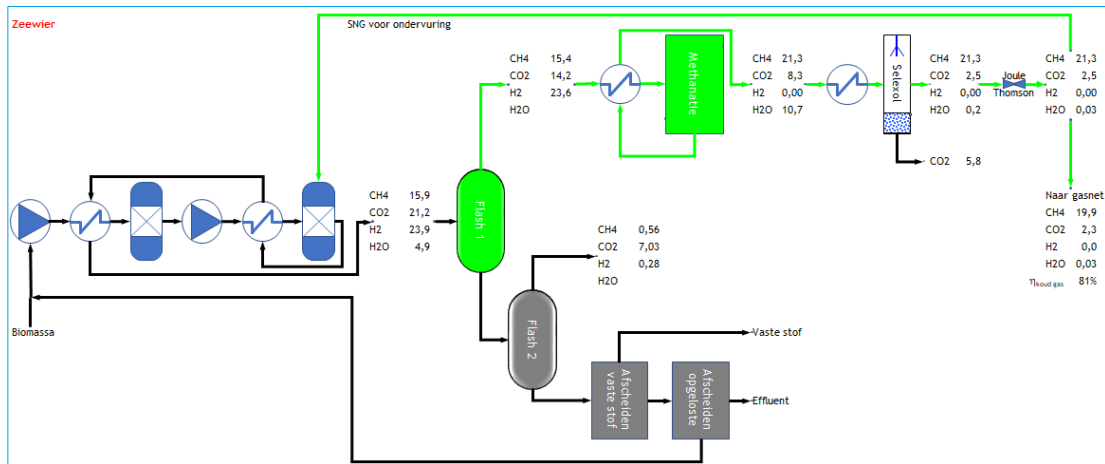 Zeewier
SNG voor ondervuring
CH4 15,4
CO2 14,2
H2 23,6
H2O
Methanatie
CH4 21,3
CO2 8,3
H2 0,00
H2O 10,7
Selexol
CH4 21,3
CO2 2,5
H2 0,00
H2O 0,2
Joule
Thomson
CH4 21,3
CO2 2,5
H2 0,00
H2O 0,03
CO2 5,8
CH4 15,9
CO2 21,2
H2 23,9
H2O 4,9
Flash 1
Naar gasnet
CH4 19,9
CO2 2,3
H2 0,0
H2O 0,03
ηkoud gas 81%
CH4 0,56
CO2 7,03
H2 0,28
H2O
Flash 2
Biomassa
Vaste stof
Afscheiden
vaste stof
Afscheiden
opgeloste
Effluent